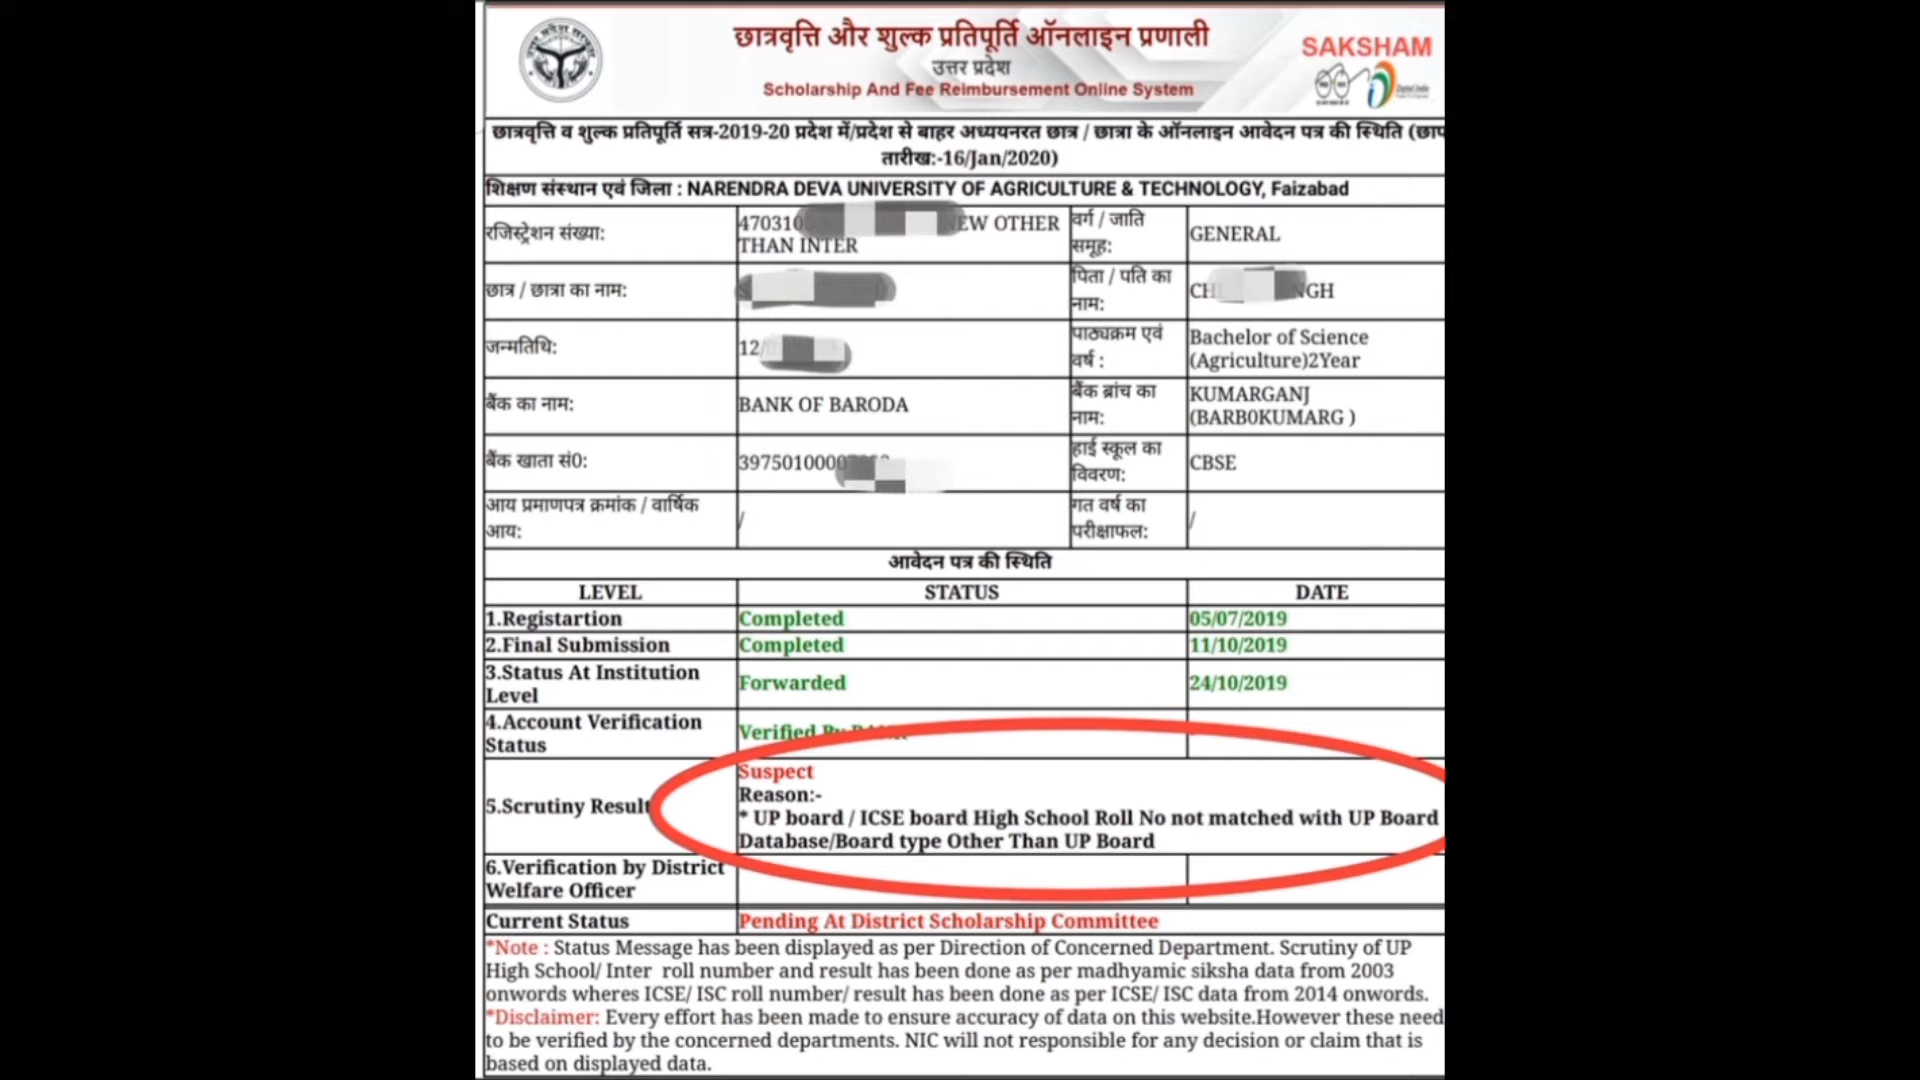 छात्रवृत्ति और शुल्क प्रतिपूर्ति ऑनलाइन प्रणाली
उत्तर प्रदेश
Scholarship And Fee Reimbursement Online System
SAKSHAM
छात्रवृत्ति व शुल्क प्रतिपूर्ति सत्र-2019-20 प्रदेश में/प्रदेश से बाहर अध्ययनरत छात्र / छात्रा के ऑनलाइन आवेदन पत्र की स्थिति (छाप
तारीख:-16/Jan/2020)
शिक्षण संस्थान एवं जिला : NARENDRA DEVA UNIVERSITY OF AGRICULTURE & TECHNOLOGY, Faizabad
रजिस्ट्रेशन संख्या:
470310
EW OTHER
THAN INTER
वर्ग / जाति
समूह:
GENERAL
छात्र / छात्रा का नाम:
पिता / पति का
नाम:
CH
NGH
जन्मतिथि:
12/
पाठ्यक्रम एवं
वर्ष :
Bachelor of Science
(Agriculture)2Year
बैंक का नाम:
BANK OF BARODA
बैंक ब्रांच का
नाम:
KUMARGANJ
(BARB0KUMARG )
बैंक खाता सं0:
3975010000
हाई स्कूल का
विवरण:
CBSE
आय प्रमाणपत्र क्रमांक / वार्षिक
आय:
/
गत वर्ष का
परीक्षाफल:
/
आवेदन पत्र की स्थिति
LEVEL STATUS DATE
1.Registartion Completed 05/07/2019
2.Final Submission Completed 11/10/2019
3.Status At Institution
Level
Forwarded 24/10/2019
4.Account Verification
Status
Verified By
5.Scrutiny Result
Suspect
Reason:-
* UP board / ICSE board High School Roll No not matched with UP Board
Database/Board type Other Than UP Board
6.Verification by District
Welfare Officer
Current Status Pending At District Scholarship Committee
*Note : Status Message has been displayed as per Direction of Concerned Department. Scrutiny of UP
High School/ Inter roll number and result has been done as per madhyamic siksha data from 2003
onwords wheres ICSE/ ISC roll number/ result has been done as per ICSE/ ISC data from 2014 onwords.
*Disclaimer: Every effort has been made to ensure accuracy of data on this website.However these need
to be verified by the concerned departments. NIC will not responsible for any decision or claim that is
based on displayed data.